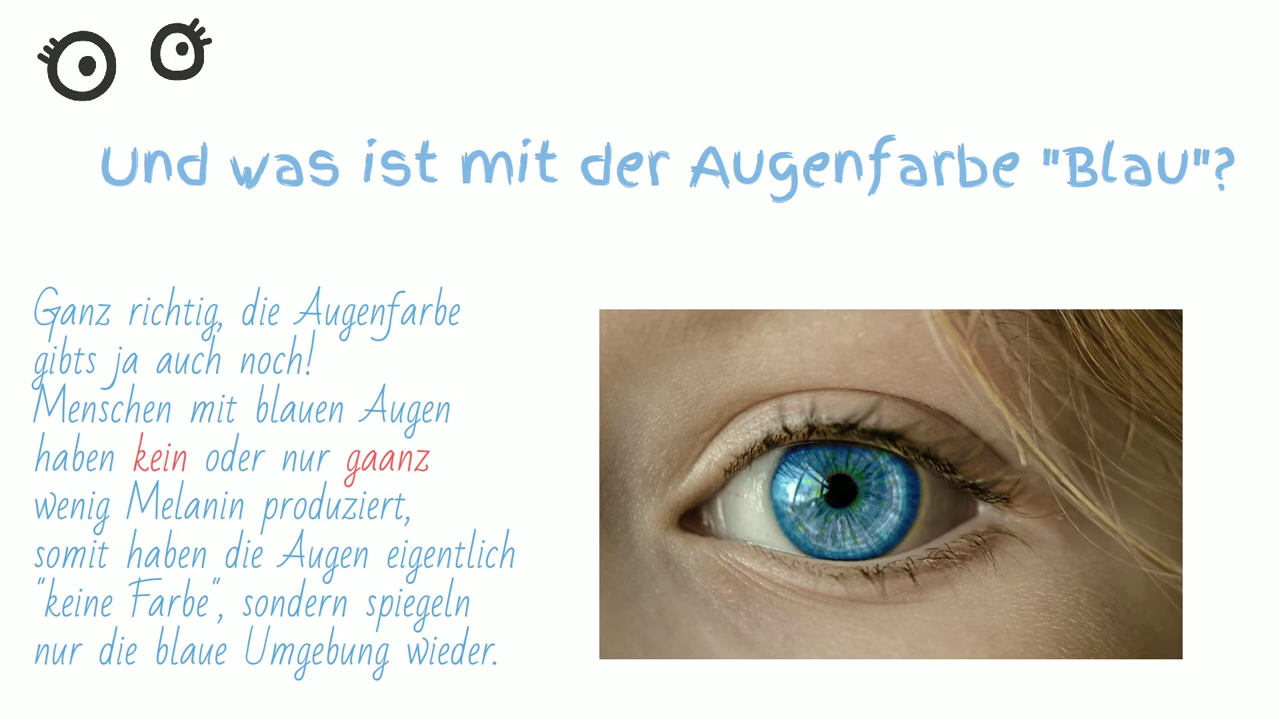 Und was ist mit der Augenfarbe "Blau"?
Ganz richtig, die Augenfarbe
gibts ja auch noch!
Menschen mit blauen Augen
haben kein oder nur gaanz
wenig Melanin produziert,
somit haben die Augen eigentlich
"keine Farbe", sondern spiegeln
nur die blaue Umgebung wieder.